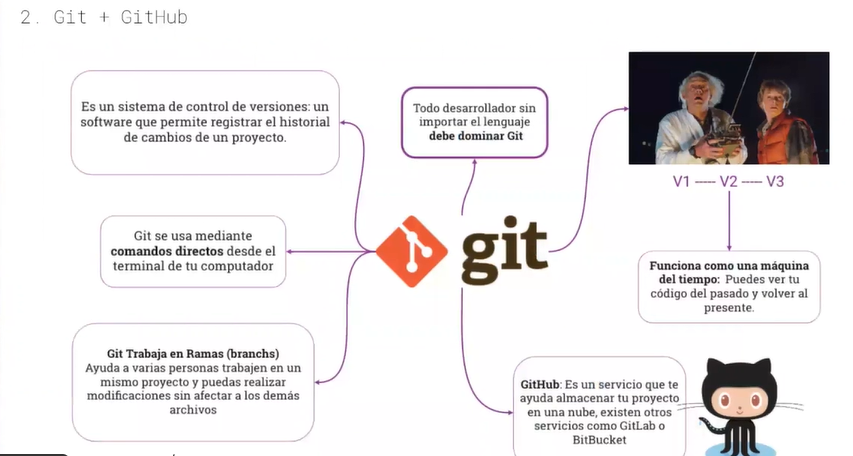 2. Git + GitHub
Es un sistema de control de versiones: un
software que permite registrar el historial
de cambios de un proyecto.
Todo desarrollador sin
importar el lenguaje
debe dominar Git
V1 ---- V2 ---- V3
Git se usa mediante
comandos directos desde el
terminal de tu computador
git
Funciona como una máquina
del tiempo: Puedes ver tu
código del pasado y volver al
presente.
Git Trabaja en Ramas (branchs)
Ayuda a varias personas trabajen en un
mismo proyecto y puedas realizar
modificaciones sin afectar a los demás
archivos
GitHub: Es un servicio que te
ayuda almacenar tu proyecto
en una nube, existen otros
servicios como GitLab o
BitBucket